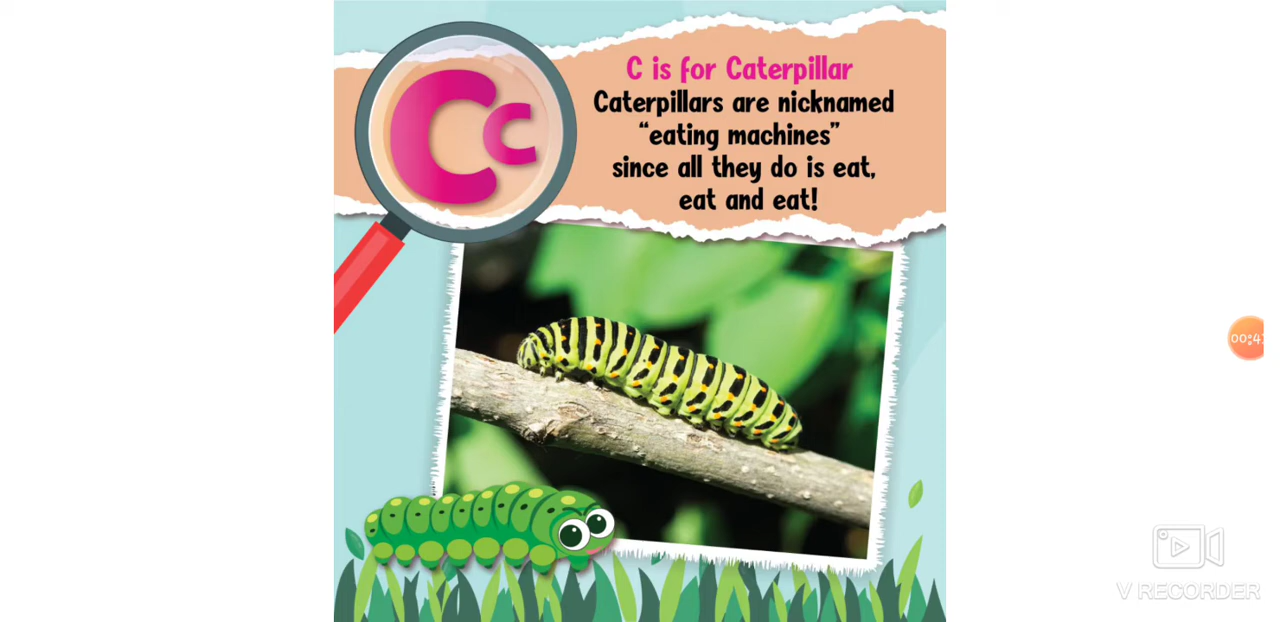 Cc
C is for Caterpillar
Caterpillars are nicknamed
“eating machines”
since all they do is eat,
eat and eat!
V RECORDER